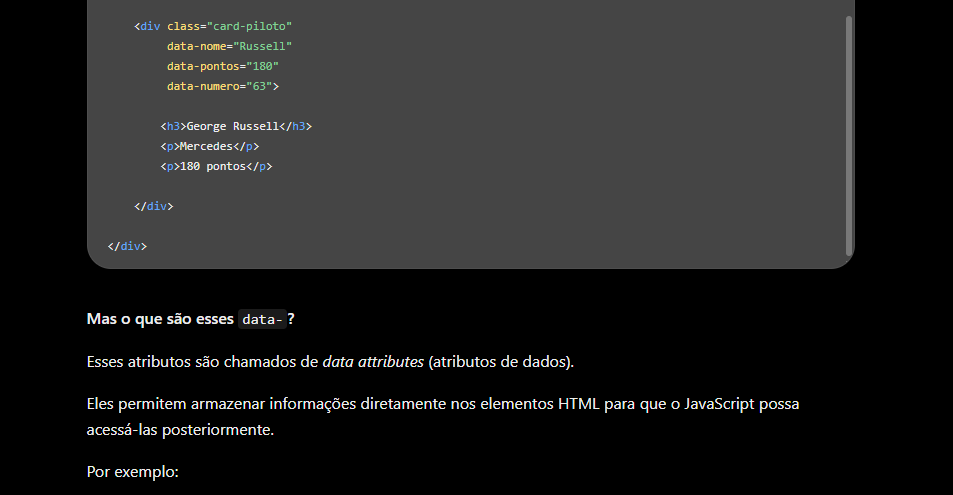 <div class="card-piloto"
data-nome="Russell"
data-pontos="180"
data-numero="63">
<h3>George Russell</h3>
<p>Mercedes</p>
<p>180 pontos</p>
</div>
</div>
Mas o que são esses data-?
Esses atributos são chamados de data attributes (atributos de dados).
Eles permitem armazenar informações diretamente nos elementos HTML para que o JavaScript possa
acessá-las posteriormente.
Por exemplo: